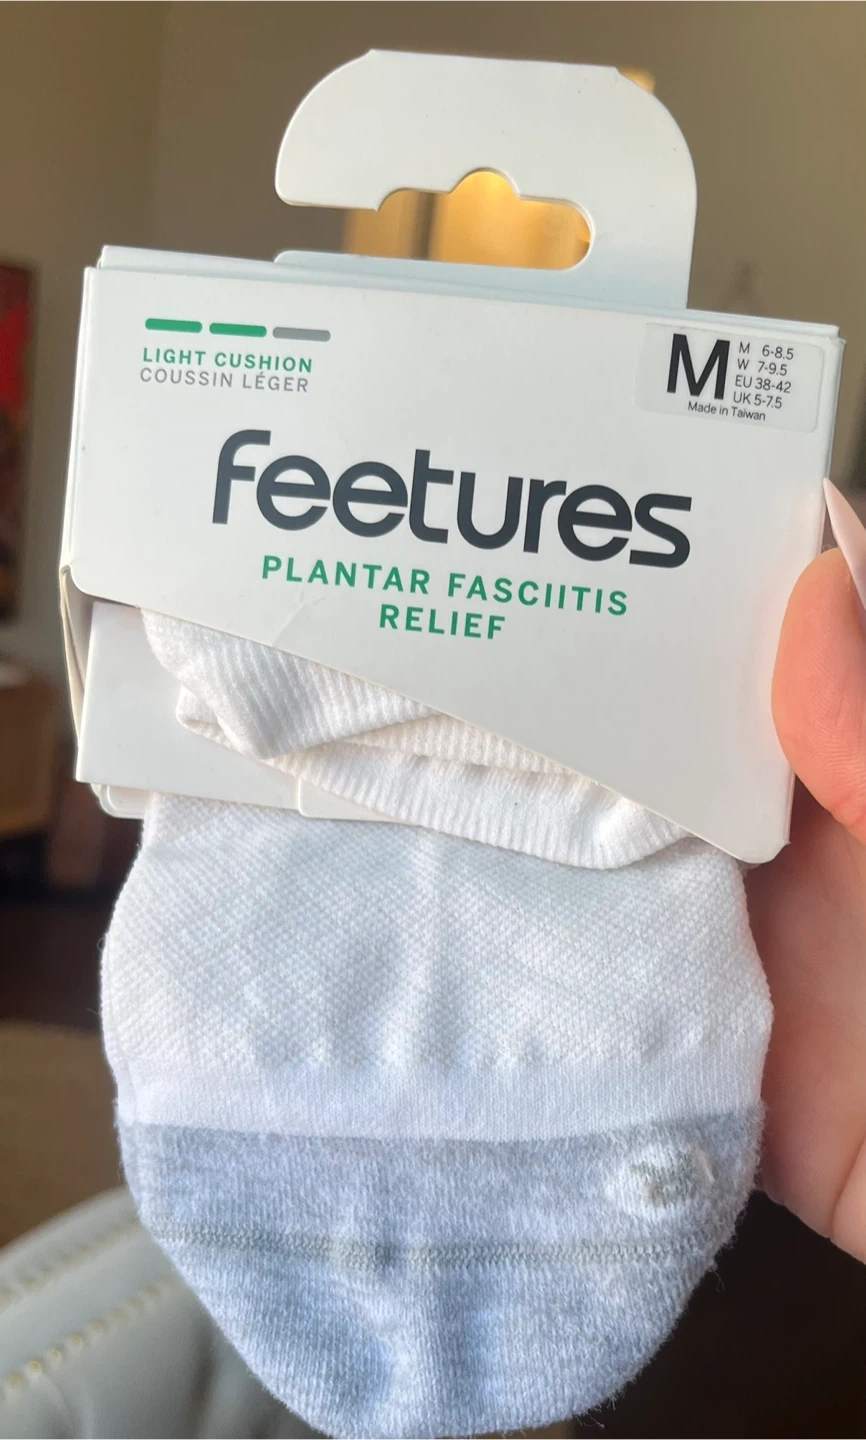 LIGHT CUSHION
COUSSIN LÉGER
M
M 6-8.5
W 7-9.5
EU 38-42
UK 5-7.5
Made in Taiwan
feetures
PLANTAR FASCIITIS
RELIEF